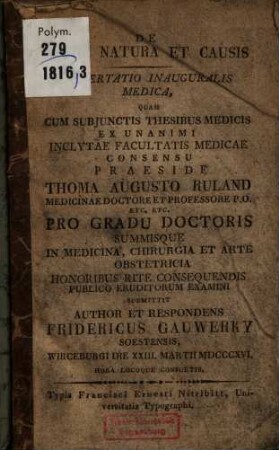 Polym.
279
1816,3
DE
NATURA ET CAUSIS
DISSERTATIO INAUGURALIS
MEDICA,
QUAM
CUM SUBJUNCTIS THESIBUS MEDICIS
EX UNANIMI
INCLYTAE FACULTATIS MEDICAE
CONSENSU
PRAESIDE
THOMA AUGUSTO RULAND
MEDICINAE DOCTORE ET PROFESSORE P. O.
ETC. ETC.
PRO GRADU DOCTORIS
SUMMISQUE
IN MEDICINA, CHIRURGIA ET ARTE
OBSTETRICIA
HONORIBUS RITE CONSEQUENDIS
PUBLICO ERUDITORUM EXAMINI
SUBMITTIT
AUTHOR ET RESPONDENS
FRIDERICUS GAUWERKY
SOESTENSIS,
WIRCEBURGI DIE XXIII. MARTII MDCCCXVI.
HORA LOCOQUE CONSUETIS.
Typis Francisci Ernesti Nitribitt, Uni-
versitatis Typographi.